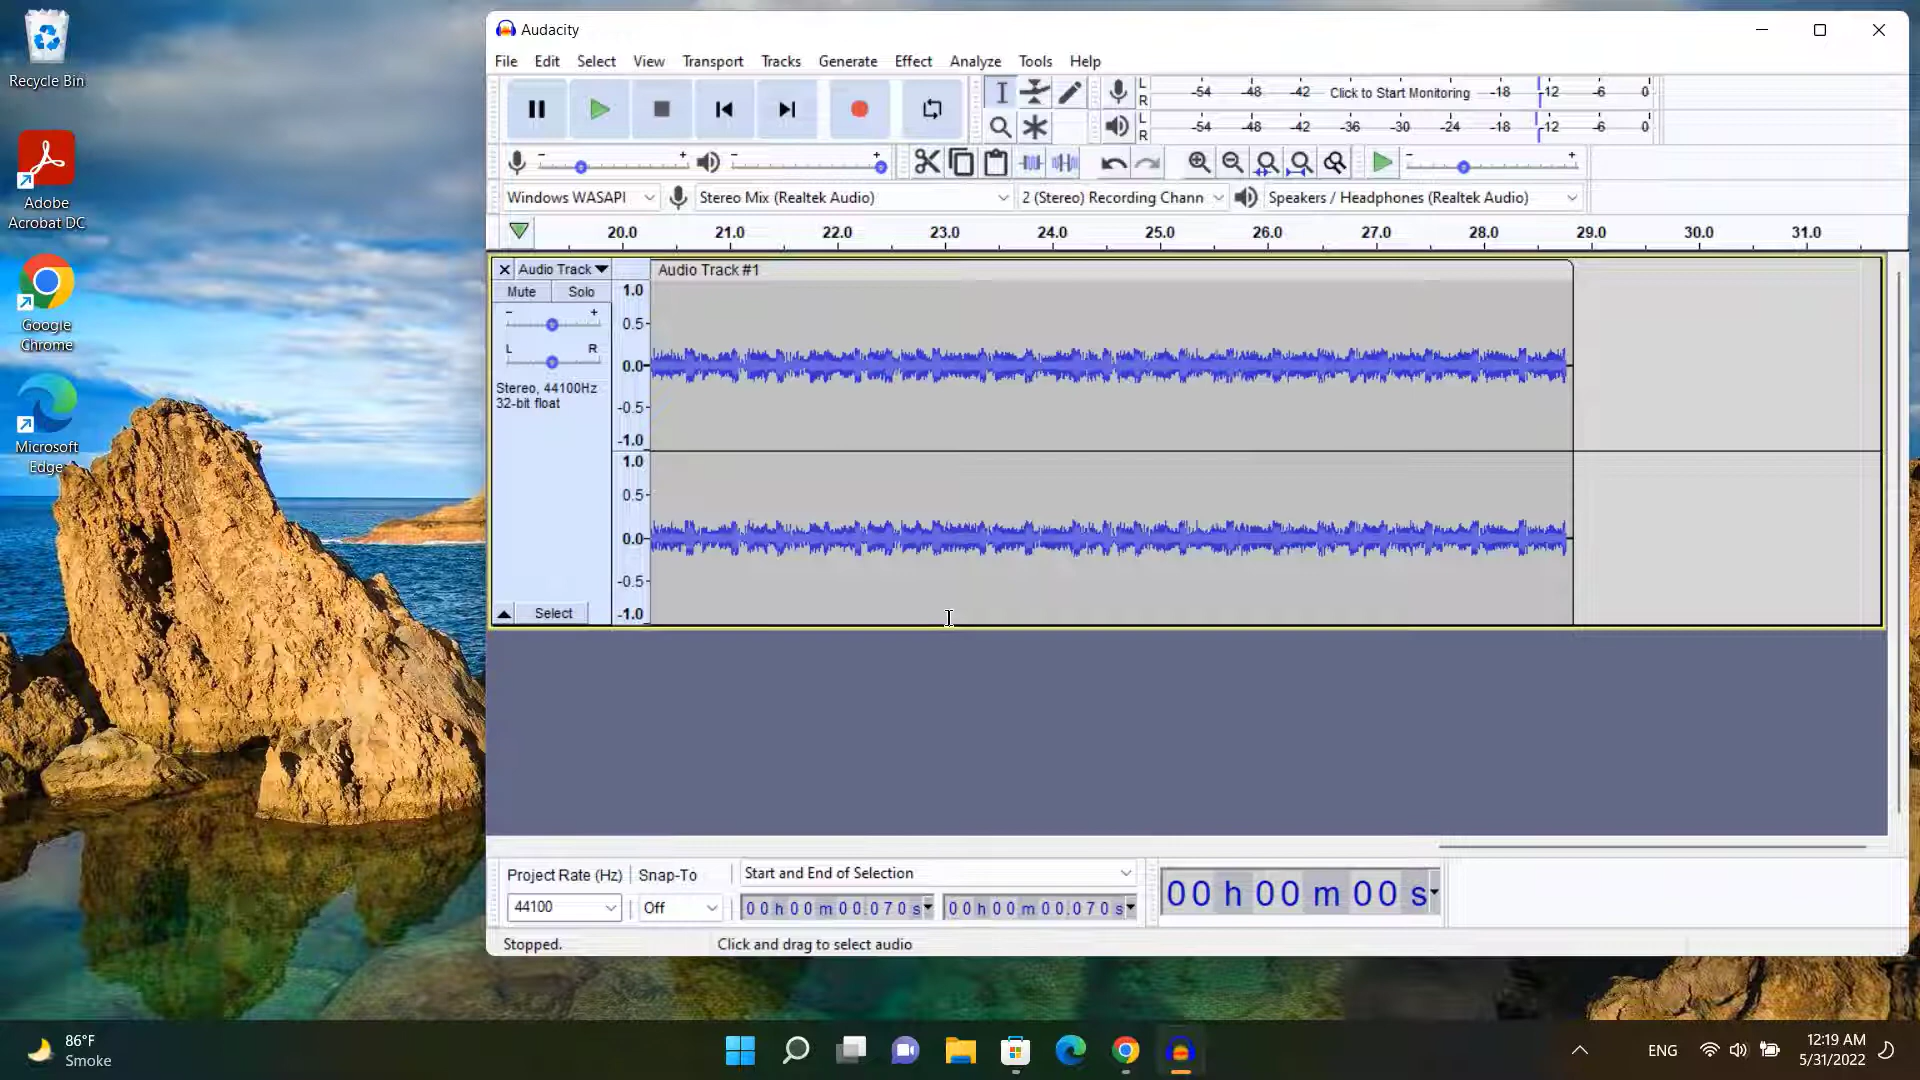 Recycle Bin
Adobe
Acrobat DC
Google
Chrome
Microsoft
Edge
Audacity
File Edit Select View Transport Tracks Generate Effect Analyze Tools Help
L
R
-54 -48 -42 Click to Start Monitoring -18 -12 -6 0
L
R
-54 -48 -42 -36 -30 -24 -18 -12 -6 0
- + - + - +
Windows WASAPI Stereo Mix (Realtek Audio) 2 (Stereo) Recording Chann Speakers / Headphones (Realtek Audio)
20.0 21.0 22.0 23.0 24.0 25.0 26.0 27.0 28.0 29.0 30.0 31.0
Audio Track Audio Track #1
Mute Solo
- +
L R
Stereo, 44100Hz
32-bit float
1.0
0.5
0.0
-0.5
-1.0
1.0
0.5
0.0
-0.5
-1.0
Select
Project Rate (Hz) Snap-To Start and End of Selection
44100 Off 00h00m00.070s 00h00m00.070s
00h00m00s
Stopped. Click and drag to select audio
86°F
Smoke
ENG
12:19 AM
5/31/2022